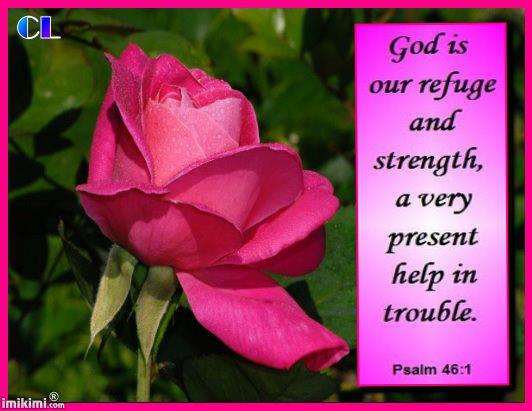 CL
God is
our refuge
and
strength,
a very
present
help in
trouble.
Psalm 46:1
imikimi.com®